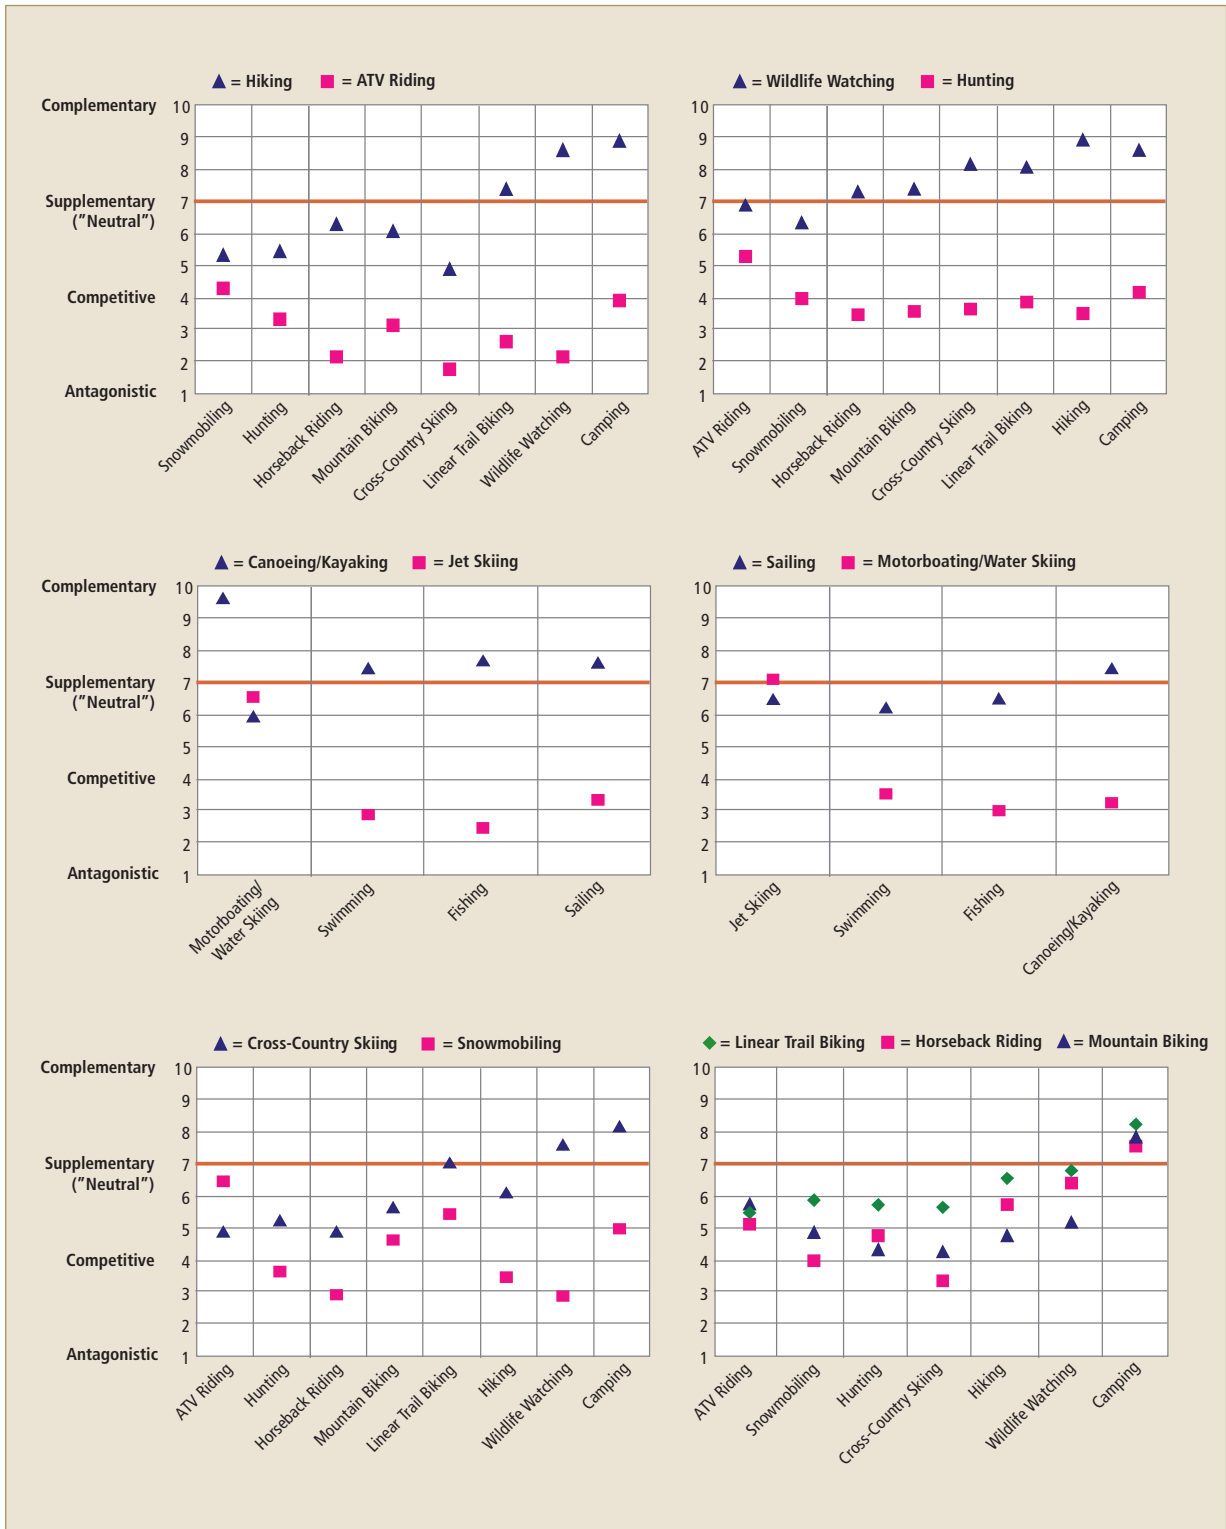 = Hiking = ATV Riding
Complementary
10
9
8
Supplementary
("Neutral")
7
6
5
Competitive
4
3
2
Antagonistic
1
Snowmobiling
Hunting
Horseback Riding
Mountain Biking
Cross-Country Skiing
Linear Trail Biking
Wildlife Watching
Camping
= Wildlife Watching = Hunting
10
9
8
7
6
5
4
3
2
1
ATV Riding
Snowmobiling
Horseback Riding
Mountain Biking
Cross-Country Skiing
Linear Trail Biking
Hiking
Camping
= Canoeing/Kayaking = Jet Skiing
Complementary
10
9
8
Supplementary
("Neutral")
7
6
5
Competitive
4
3
2
Antagonistic
1
Motorboating/
Water Skiing
Swimming
Fishing
Sailing
= Sailing = Motorboating/Water Skiing
10
9
8
7
6
5
4
3
2
1
Jet Skiing
Swimming
Fishing
Canoeing/Kayaking
= Cross-Country Skiing = Snowmobiling
Complementary
10
9
8
Supplementary
("Neutral")
7
6
5
Competitive
4
3
2
Antagonistic
1
ATV Riding
Hunting
Horseback Riding
Mountain Biking
Linear Trail Biking
Hiking
Wildlife Watching
Camping
= Linear Trail Biking = Horseback Riding = Mountain Biking
10
9
8
7
6
5
4
3
2
1
ATV Riding
Snowmobiling
Hunting
Cross-Country Skiing
Hiking
Wildlife Watching
Camping